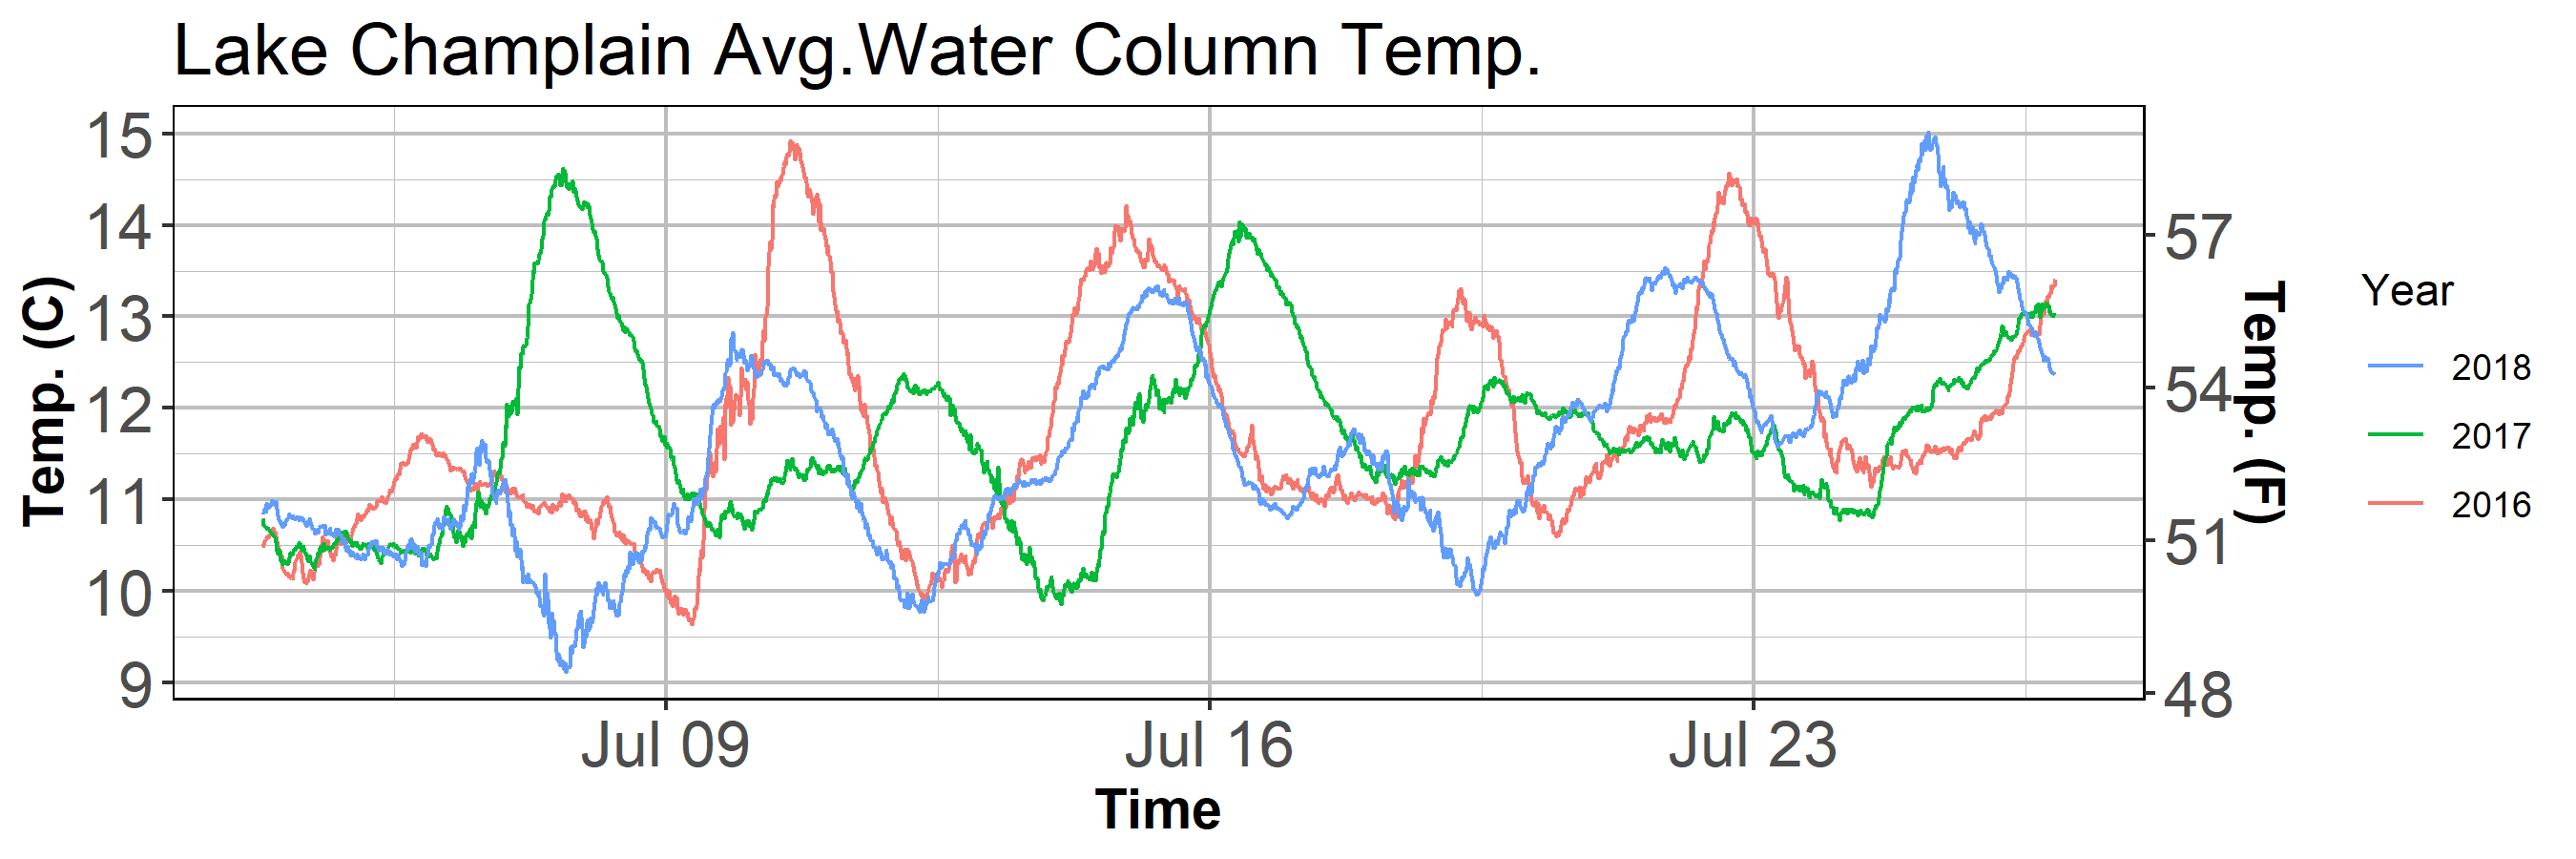 Lake Champlain Avg.Water Column Temp.
Temp. (C)
15
14
13
12
11
10
9
57
54
51
48
Temp. (F)
Jul 09
Jul 16
Jul 23
Time
Year
2018
2017
2016